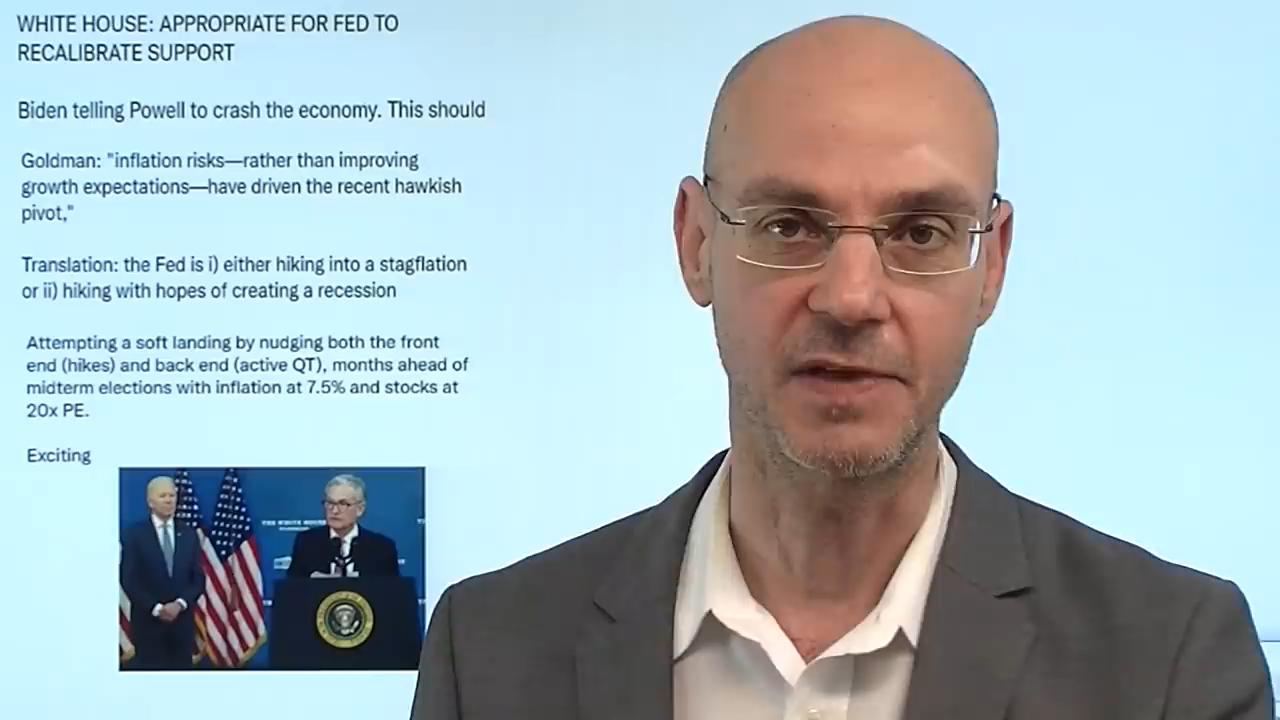 WHITE HOUSE: APPROPRIATE FOR FED TO
RECALIBRATE SUPPORT
Biden telling Powell to crash the economy. This should
Goldman: "inflation risks—rather than improving
growth expectations—have driven the recent hawkish
pivot,"
Translation: the Fed is i) either hiking into a stagflation
or ii) hiking with hopes of creating a recession
Attempting a soft landing by nudging both the front
end (hikes) and back end (active QT), months ahead of
midterm elections with inflation at 7.5% and stocks at
20x PE.
Exciting
THE WHITE HOUSE